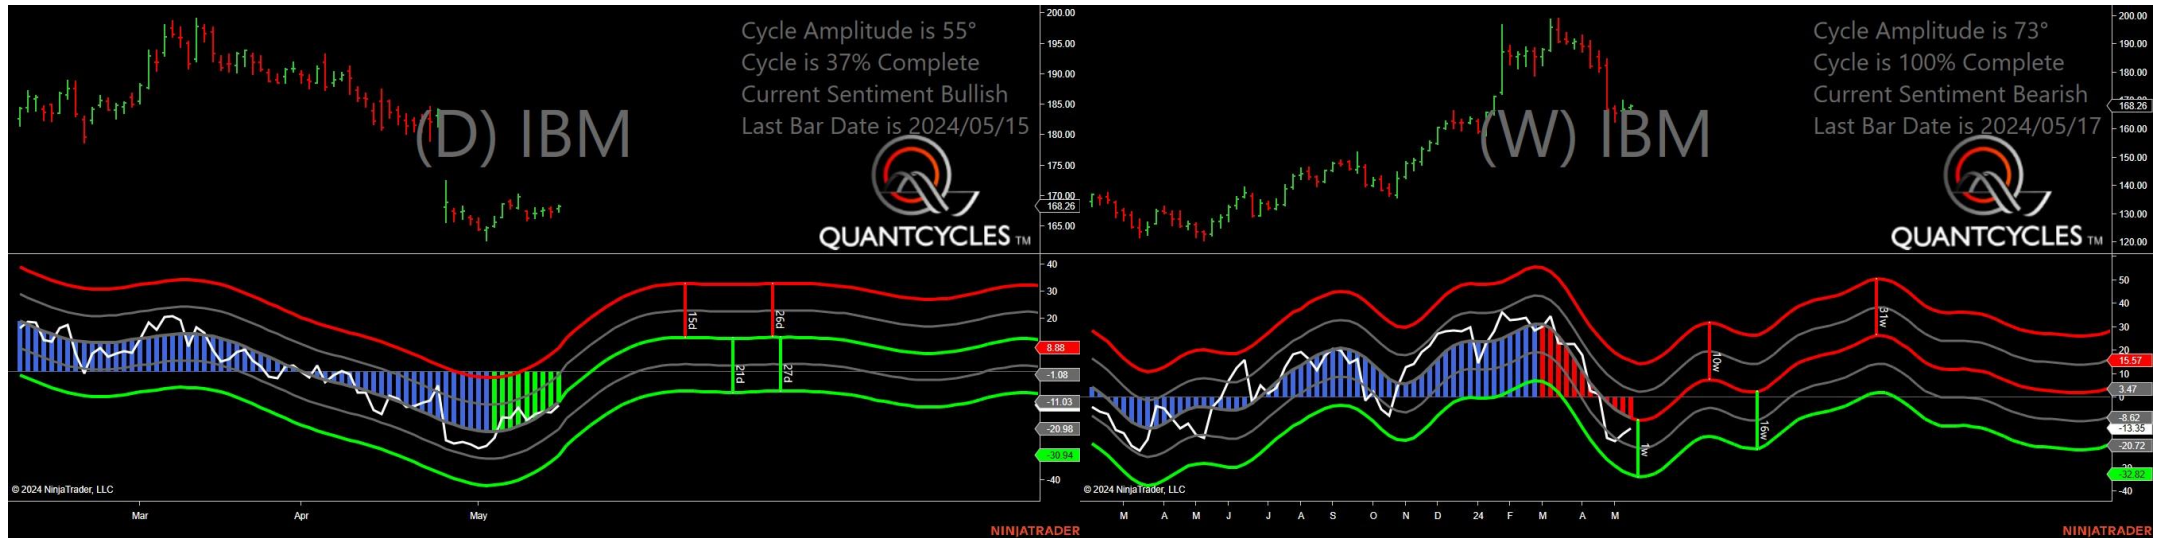 Cycle Amplitude is 55°
Cycle is 37% Complete
Current Sentiment Bullish
Last Bar Date is 2024/05/15
(D) IBM
QUANTCYCLES TM
200.00
195.00
190.00
185.00
180.00
175.00
170.00
168.26
165.00
40
30
20
8.88
-1.08
-11.03
-20.98
-30.94
-40
15d
26d
21d
27d
© 2024 NinjaTrader, LLC
Mar Apr May
NINJATRADER
Cycle Amplitude is 73°
Cycle is 100% Complete
Current Sentiment Bearish
Last Bar Date is 2024/05/17
(W) IBM
QUANTCYCLES TM
200.00
190.00
180.00
168.26
160.00
150.00
140.00
130.00
120.00
50
40
30
20
15.57
10
3.47
0
-8.62
-13.35
-20.72
-32.82
-40
10w
31w
1w
16w
© 2024 NinjaTrader, LLC
M A M J J A S O N D 24 F M A M
NINJATRADER